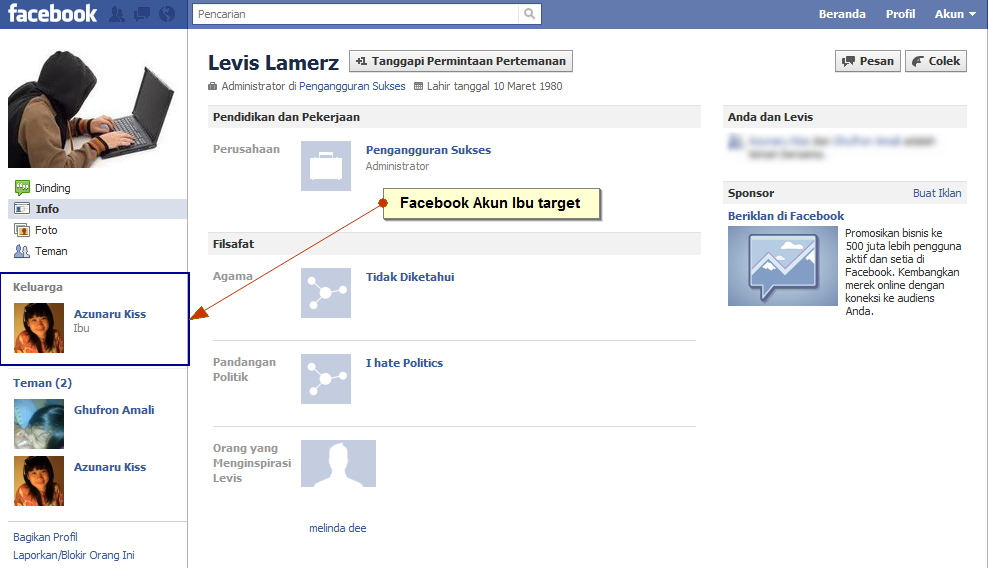 facebook
Pencarian
Beranda Profil Akun
Levis Lamerz
+1 Tanggapi Permintaan Pertemanan
Pesan
Colek
Administrator di Pengangguran Sukses Lahir tanggal 10 Maret 1980
Dinding
Info
Foto
Teman
Keluarga
Azunaru Kiss
Ibu
Teman (2)
Ghufron Amali
Azunaru Kiss
Bagikan Profil
Laporkan/Blokir Orang Ini
Pendidikan dan Pekerjaan
Perusahaan
Pengangguran Sukses
Administrator
Facebook Akun Ibu target
Filsafat
Agama
Tidak Diketahui
Pandangan
Politik
I hate Politics
Orang yang
Menginspirasi
Levis
melinda dee
Anda dan Levis
Sponsor
Buat Iklan
Beriklan di Facebook
Promosikan bisnis ke
500 juta lebih pengguna
aktif dan setia di
Facebook. Kembangkan
merek online dengan
koneksi ke audiens
Anda.